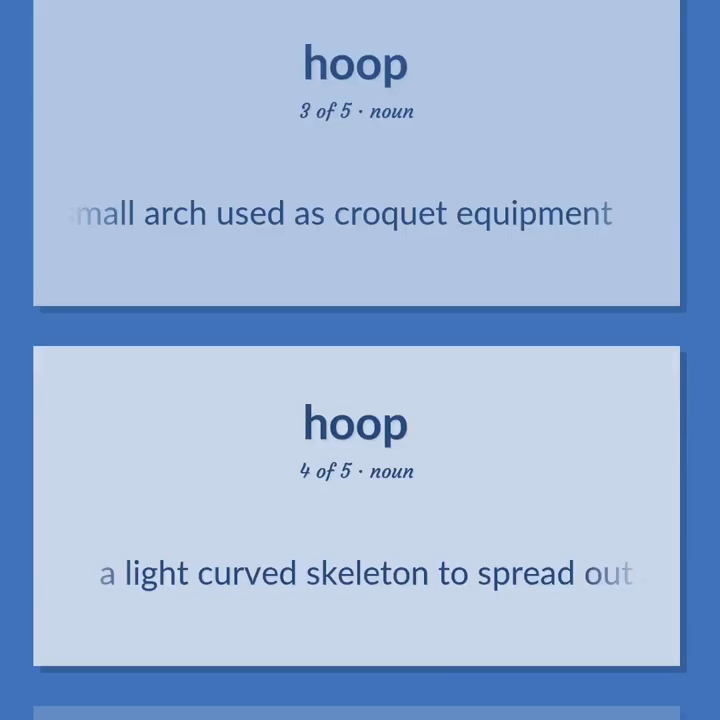 hoop
3 of 5 · noun
small arch used as croquet equipment
hoop
4 of 5 · noun
a light curved skeleton to spread out